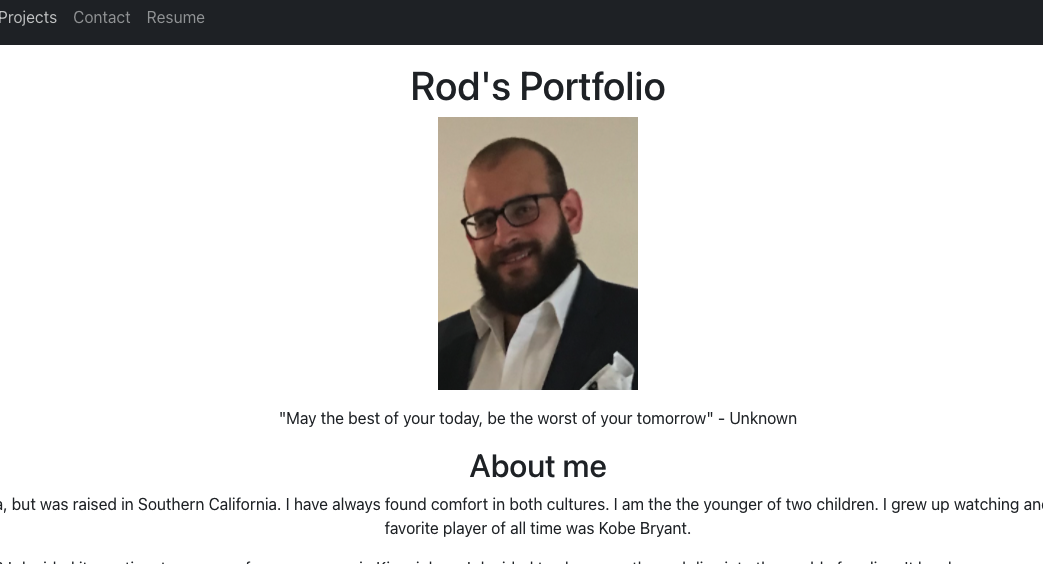 Projects Contact Resume
Rod's Portfolio
"May the best of your today, be the worst of your tomorrow" - Unknown
About me
a, but was raised in Southern California. I have always found comfort in both cultures. I am the the younger of two children. I grew up watching and
favorite player of all time was Kobe Bryant.